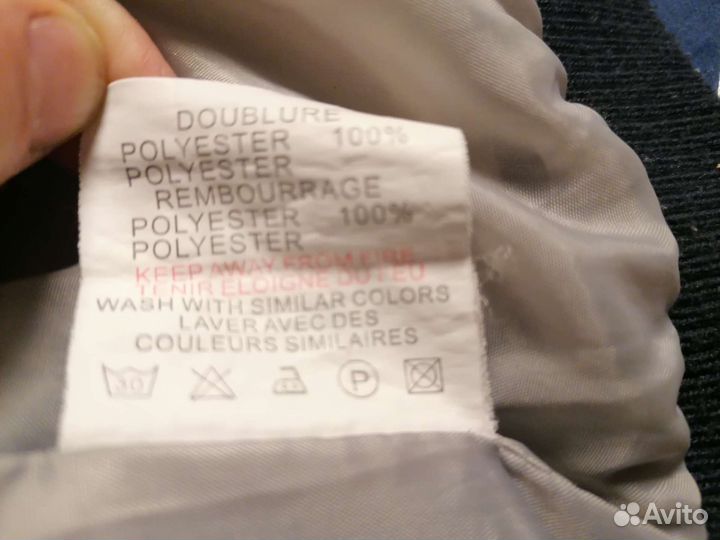 DOUBLURE
POLYESTER 100%
POLYESTER
REMBOURRAGE
POLYESTER 100%
POLYESTER
KEEP AWAY FROM FIRE
TENIR ELOIGNE DU FEU
WASH WITH SIMILAR COLORS
LAVER AVEC DES
COULEURS SIMILAIRES
30 P
Avito